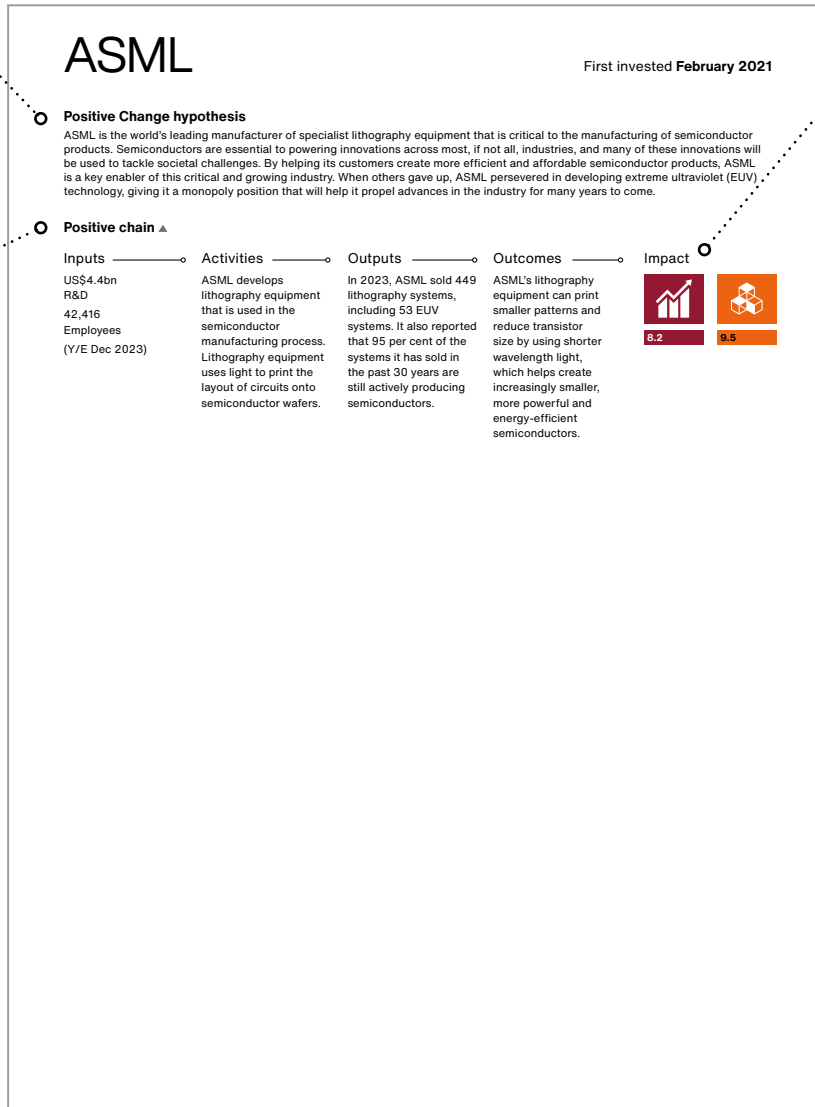 ASML
First invested February 2021
Positive Change hypothesis
ASML is the world's leading manufacturer of specialist lithography equipment that is critical to the manufacturing of semiconductor
products. Semiconductors are essential to powering innovations across most, if not all, industries, and many of these innovations will
be used to tackle societal challenges. By helping its customers create more efficient and affordable semiconductor products, ASML
is a key enabler of this critical and growing industry. When others gave up, ASML persevered in developing extreme ultraviolet (EUV)
technology, giving it a monopoly position that will help it propel advances in the industry for many years to come.
Positive chain
Inputs
US$4.4bn
R&D
42,416
Employees
(Y/E Dec 2023)
Activities
ASML develops
lithography equipment
that is used in the
semiconductor
manufacturing process.
Lithography equipment
uses light to print the
layout of circuits onto
semiconductor wafers.
Outputs
In 2023, ASML sold 449
lithography systems,
including 53 EUV
systems. It also reported
that 95 per cent of the
systems it has sold in
the past 30 years are
still actively producing
semiconductors.
Outcomes
ASML's lithography
equipment can print
smaller patterns and
reduce transistor
size by using shorter
wavelength light,
which helps create
increasingly smaller,
more powerful and
energy-efficient
semiconductors.
Impact
8.2
9.5